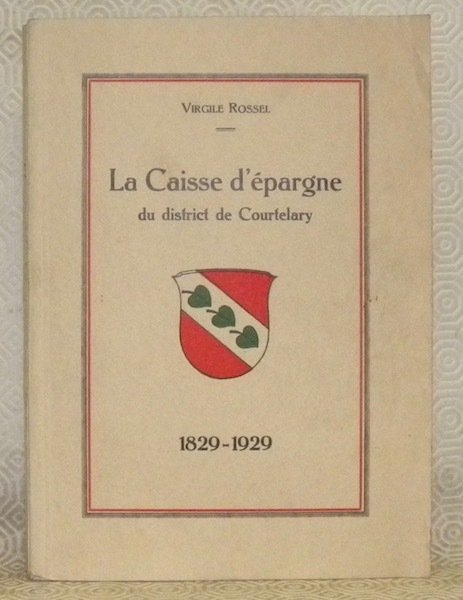 Virgile Rossel
La Caisse d'épargne
du district de Courtelary
1829-1929